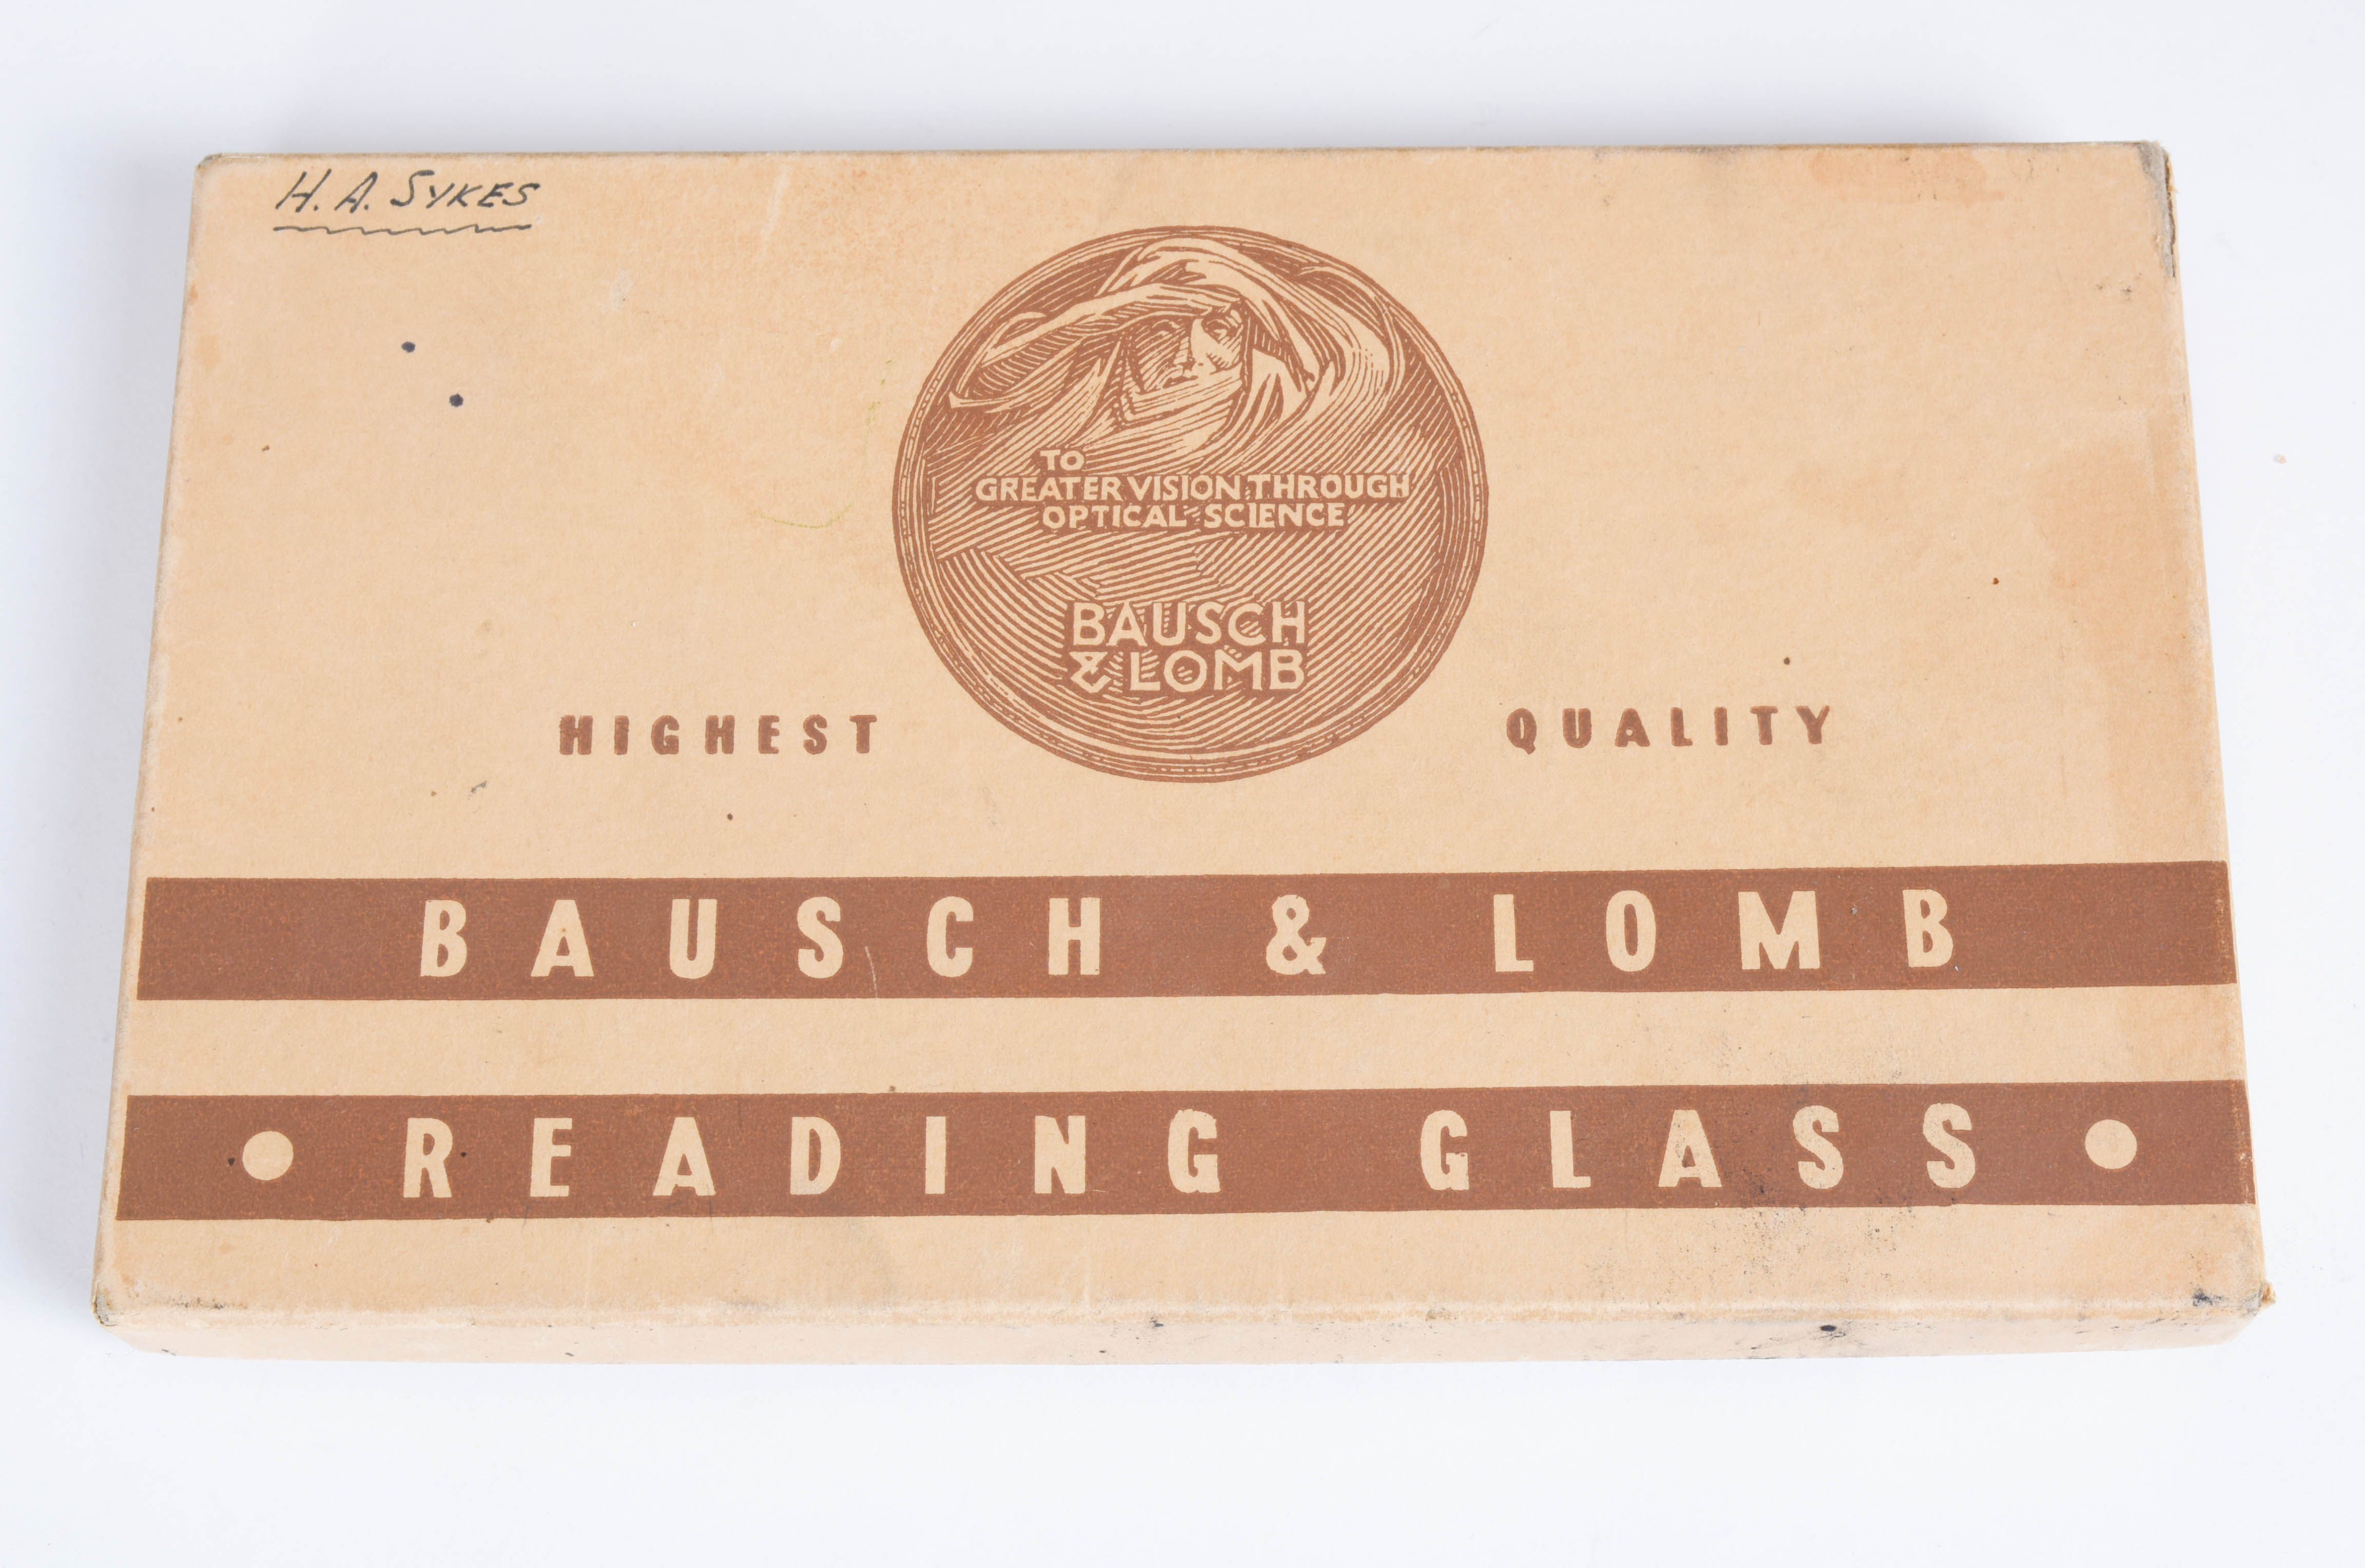 H. A. SYKES
TO
GREATER VISION THROUGH
OPTICAL SCIENCE
BAUSCH
& LOMB
HIGHEST QUALITY
BAUSCH & LOMB
• READING GLASS •